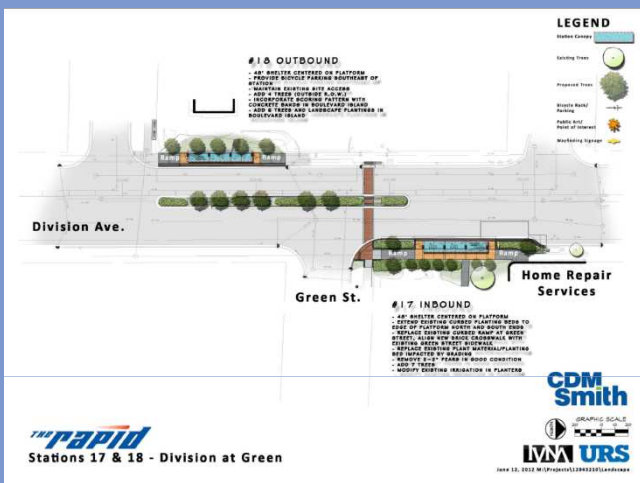 LEGEND
Station Canopy
Existing Trees
Proposed Trees
Bicycle Rack/
Parking
Public Art/
Point of Interest
Wayfinding Signage
#18 OUTBOUND
- 48' SHELTER CENTERED ON PLATFORM
- PROVIDE BICYCLE PARKING SOUTHEAST OF
STATION
- MAINTAIN EXISTING SITE ACCESS
- ADD 4 TREES (OUTSIDE R.O.W.)
- INCORPORATE SCORING PATTERN WITH
CONCRETE BANDS IN BOULEVARD ISLAND
- ADD 6 TREES AND LANDSCAPE PLANTINGS IN
BOULEVARD ISLAND
Ramp
Ramp
Division Ave.
Ramp
Ramp
Home Repair
Services
Green St.
#17 INBOUND
- 48' SHELTER CENTERED ON PLATFORM
- EXTEND EXISTING CURBED PLANTING BEDS TO
EDGE OF PLATFORM NORTH AND SOUTH ENDS
- REPLACE EXISTING CURBED RAMP AT GREEN
STREET, ALIGN NEW BRICK CROSSWALK WITH
EXISTING GREEN STREET SIDEWALK
- REPLACE EXISTING PLANT MATERIAL/PLANTING
BED IMPACTED BY GRADING
- REMOVE 2-3" PEARS IN GOOD CONDITION
- ADD 7 TREES
- MODIFY EXISTING IRRIGATION IN PLANTERS
CDM
Smith
GRAPHIC SCALE
THE rapid
Stations 17 & 18 - Division at Green
URS
June 12, 2012